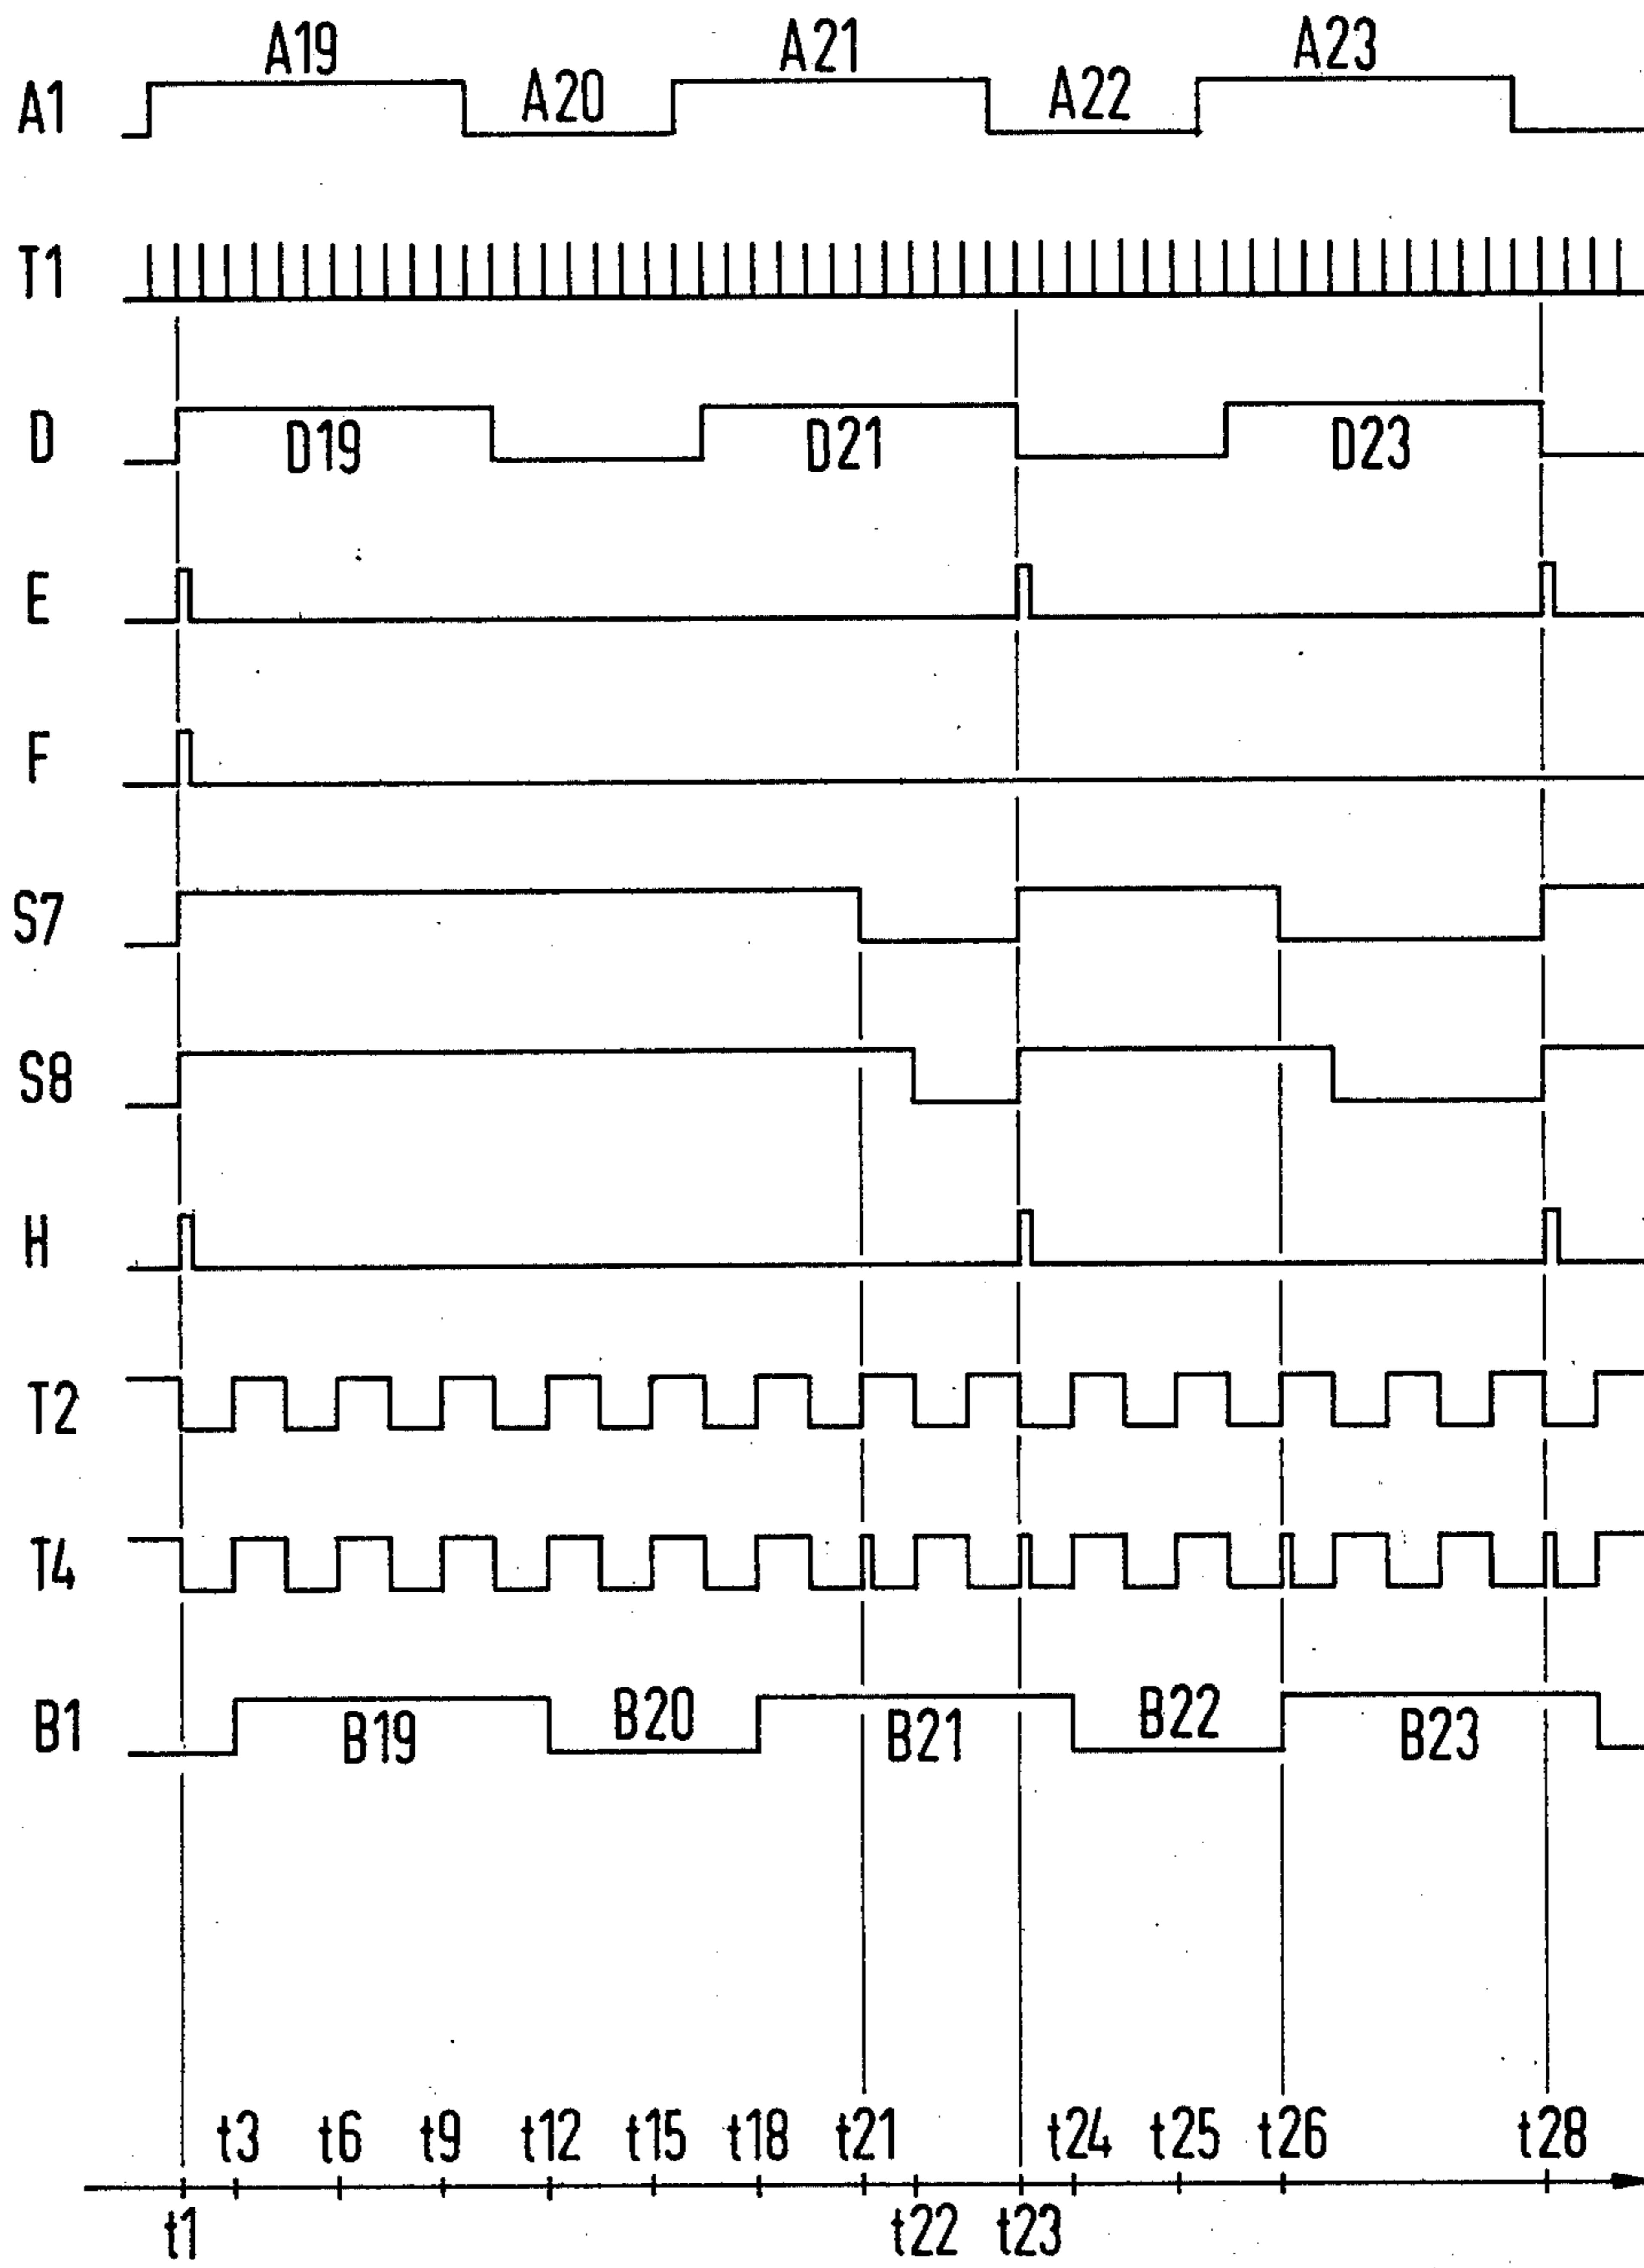 A1 A19 A20 A21 A22 A23
T1
D D19 D21 D23
E
F
S7
S8
H
T2
T4
B1 B19 B20 B21 B22 B23
t3 t6 t9 t12 t15 t18 t21 t24 t25 t26 t28
t1 t22 t23